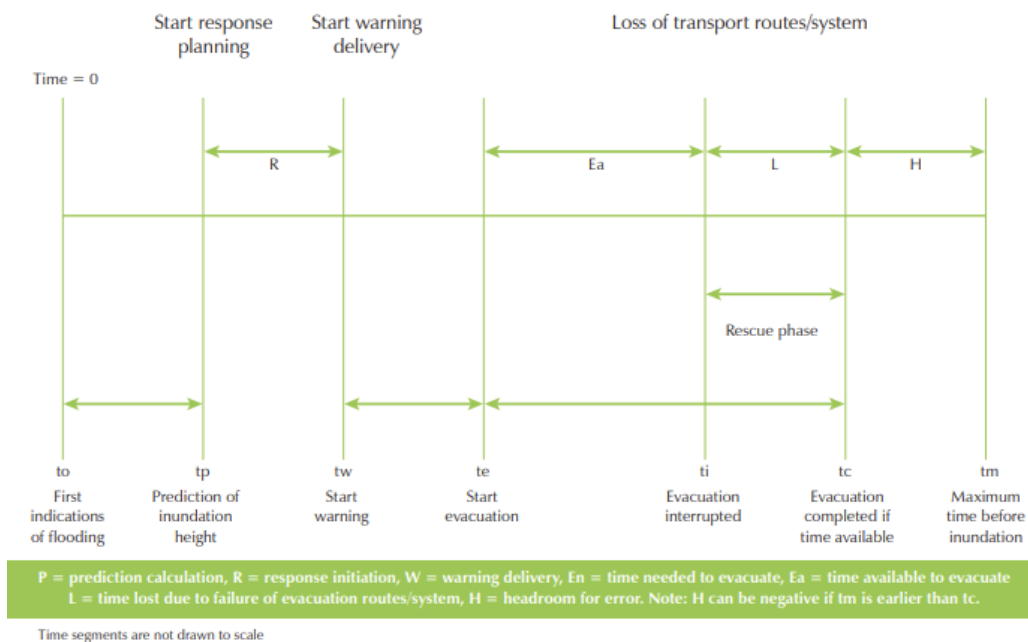 Start response
planning
Start warning
delivery
Loss of transport routes/system
Time = 0
R
Ea
L
H
Rescue phase
to
First
indications
of flooding
tp
Prediction of
inundation
height
tw
Start
warning
te
Start
evacuation
ti
Evacuation
interrupted
tc
Evacuation
completed if
time available
tm
Maximum
time before
inundation
P = prediction calculation, R = response initiation, W = warning delivery, En = time needed to evacuate, Ea = time available to evacuate
L = time lost due to failure of evacuation routes/system, H = headroom for error. Note: H can be negative if tm is earlier than tc.
Time segments are not drawn to scale